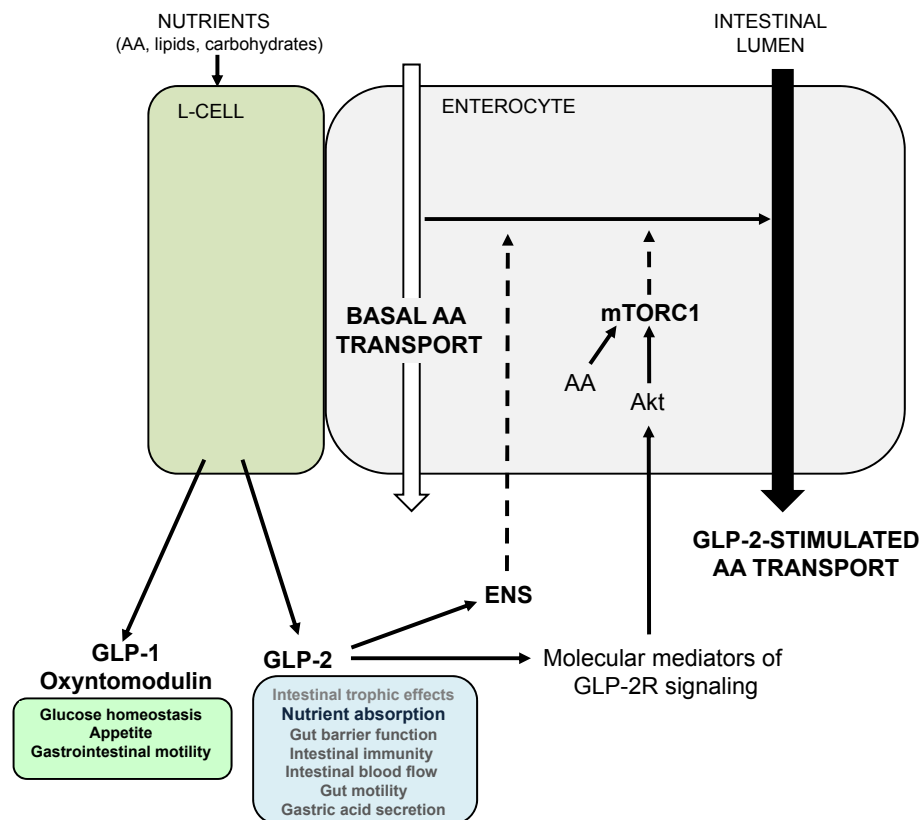 NUTRIENTS
(AA, lipids, carbohydrates)
INTESTINAL
LUMEN
L-CELL
ENTEROCYTE
BASAL AA
TRANSPORT
mTORC1
AA
Akt
GLP-2-STIMULATED
AA TRANSPORT
ENS
GLP-1
Oxyntomodulin
GLP-2
Molecular mediators of
GLP-2R signaling
Glucose homeostasis
Appetite
Gastrointestinal motility
Intestinal trophic effects
Nutrient absorption
Gut barrier function
Intestinal immunity
Intestinal blood flow
Gut motility
Gastric acid secretion